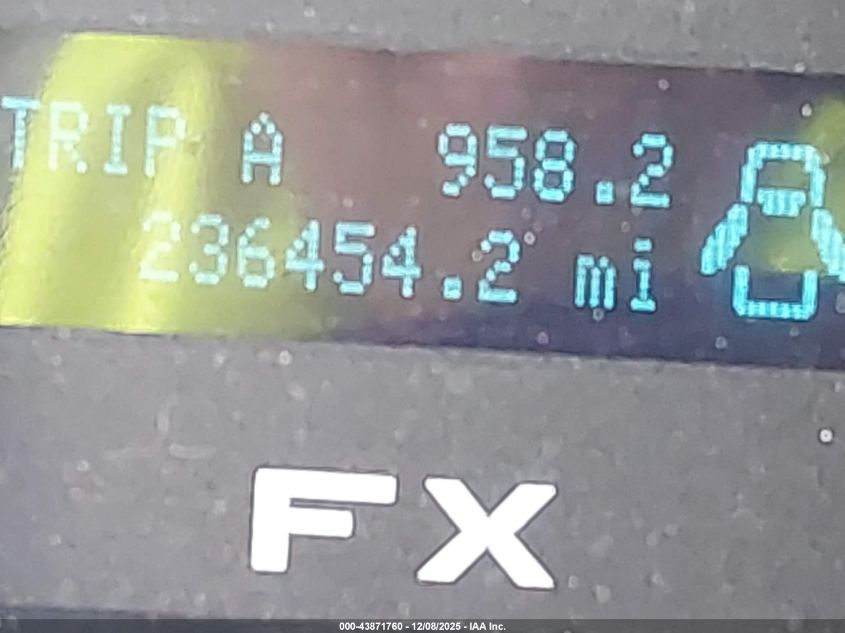 TRIP A 958.2
236454.2 mi
FX
000-43871760 - 12/08/2025 - IAA Inc.